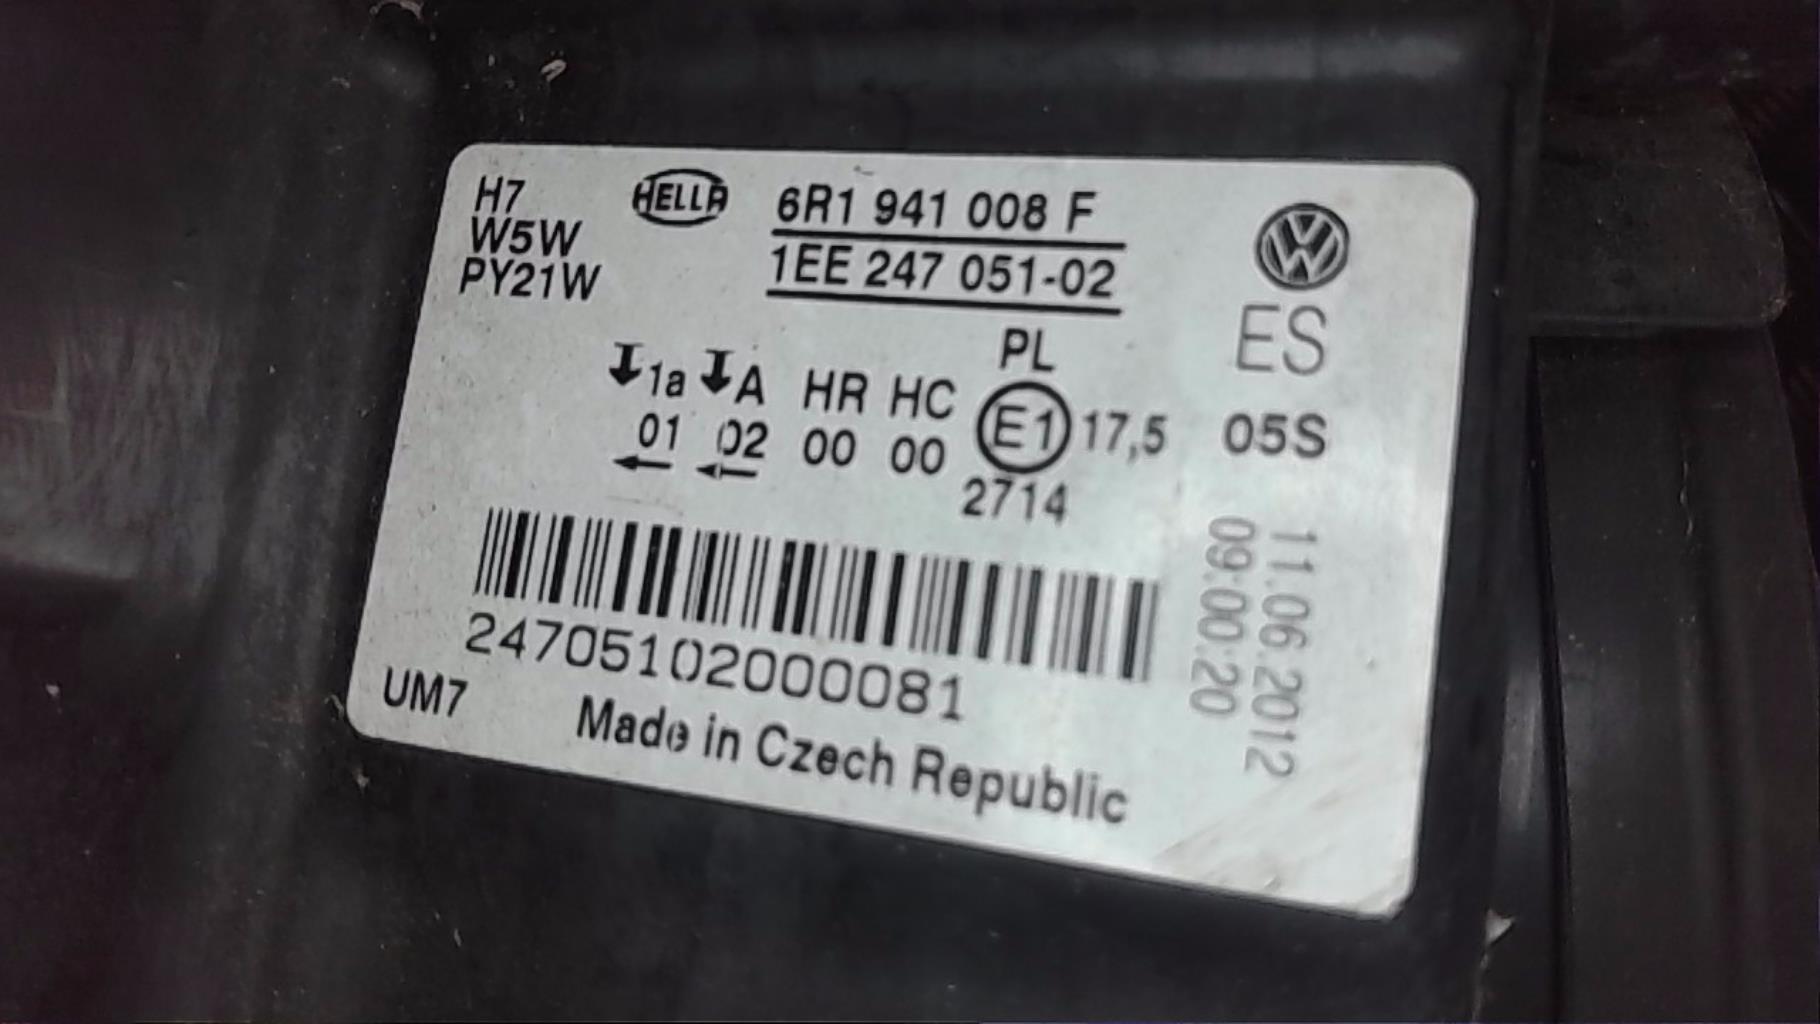 H7
W5W
PY21W
HELLA
6R1 941 008 F
1EE 247 051-02
ES
PL
1a A HR HC
E1 17,5
01 02 00 00
2714
05S
11.06.2012
09:00:20
24705102000081
UM7
Made in Czech Republic